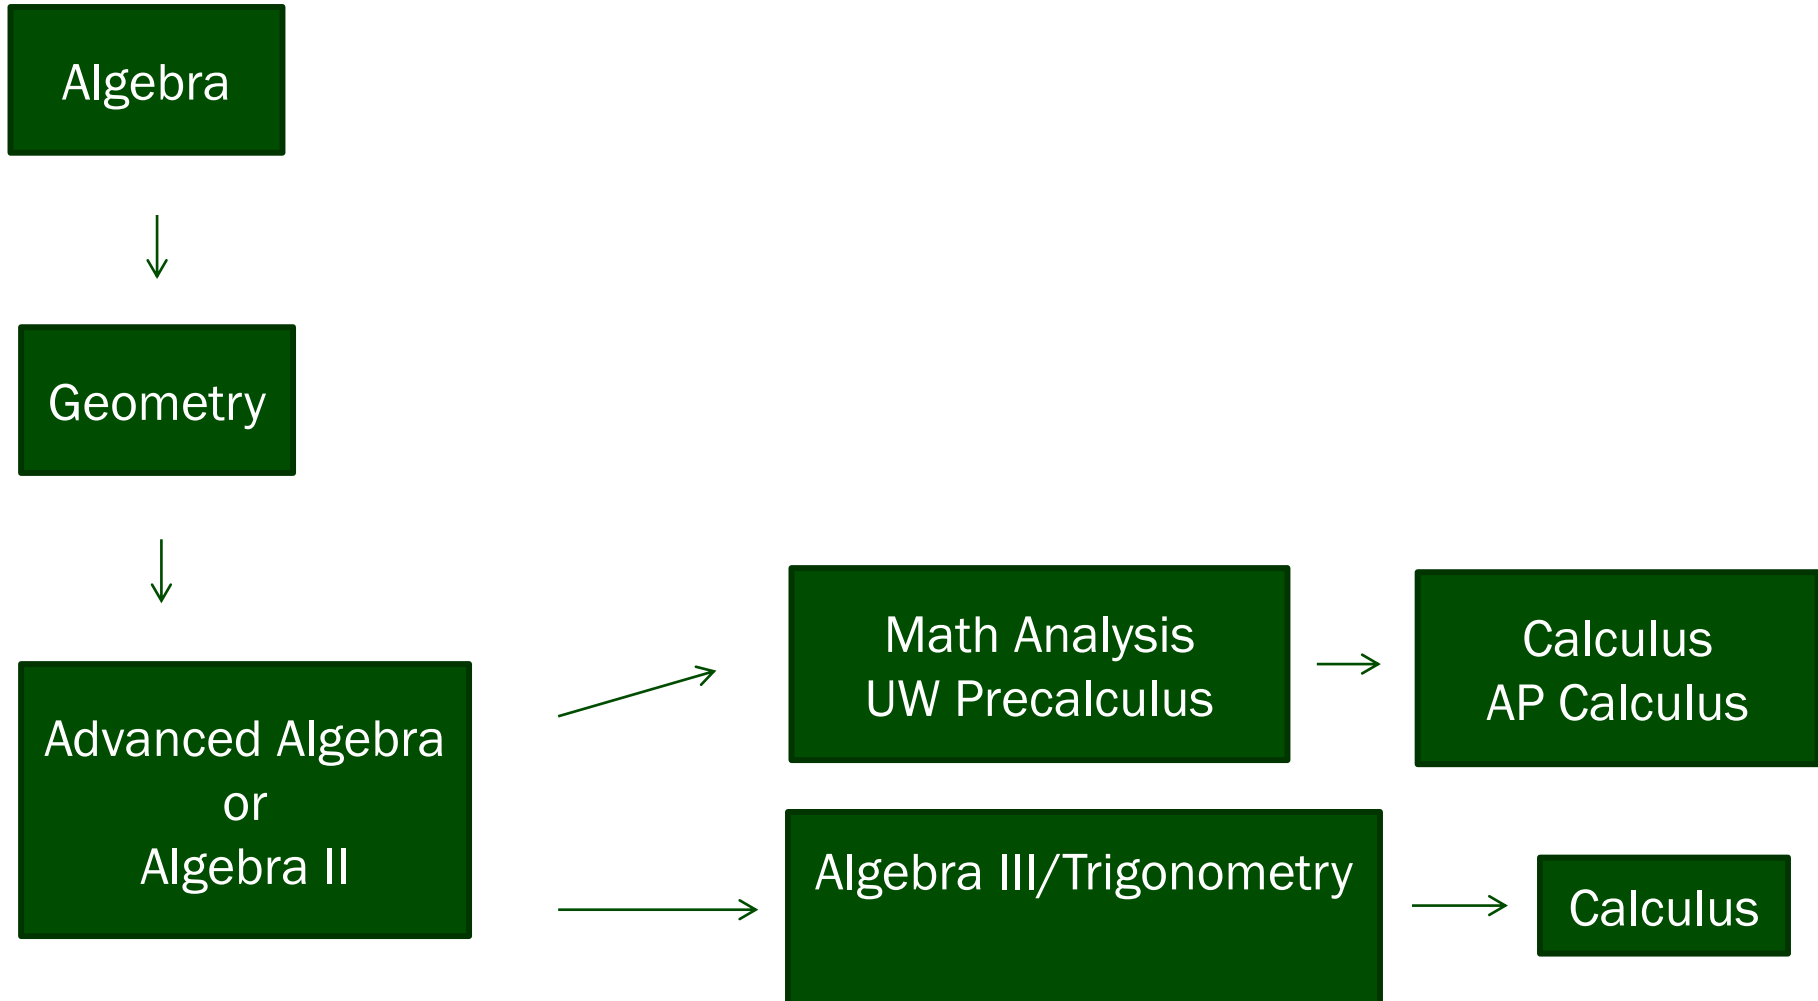 Algebra
Geometry
Advanced Algebra
or
Algebra II
Math Analysis
UW Precalculus
Calculus
AP Calculus
Algebra III/Trigonometry
Calculus